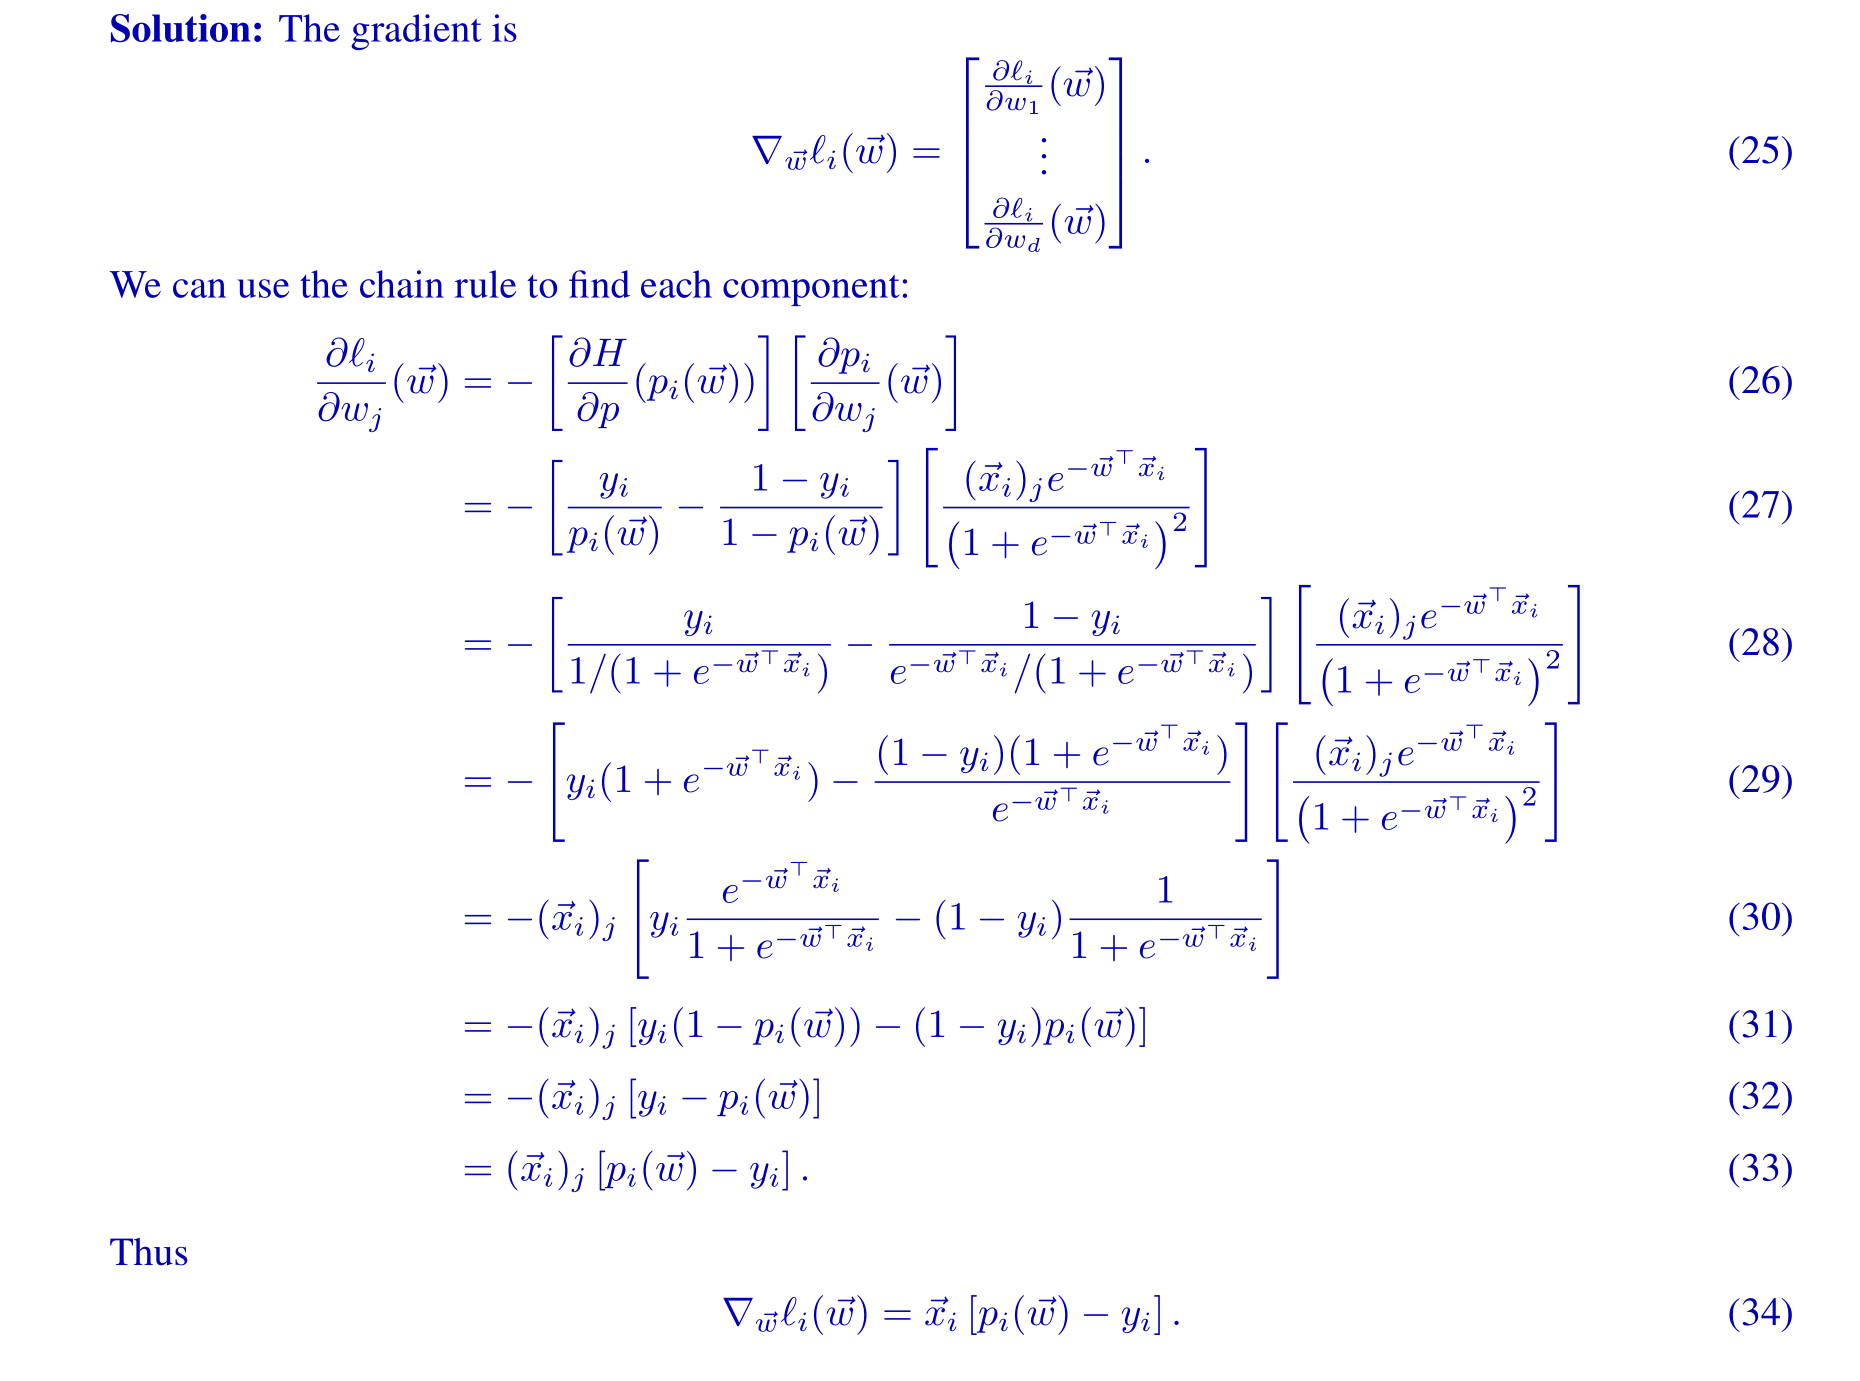 Solution: The gradient is
$$\nabla_{\vec{w}} \ell_i(\vec{w}) = \begin{bmatrix} \frac{\partial \ell_i}{\partial w_1}(\vec{w}) \\ \vdots \\ \frac{\partial \ell_i}{\partial w_d}(\vec{w}) \end{bmatrix}. \quad (25)$$
We can use the chain rule to find each component:
$$\frac{\partial \ell_i}{\partial w_j}(\vec{w}) = -\left[\frac{\partial H}{\partial p}(p_i(\vec{w}))\right]\left[\frac{\partial p_i}{\partial w_j}(\vec{w})\right] \quad (26)$$
$$= -\left[\frac{y_i}{p_i(\vec{w})} - \frac{1 - y_i}{1 - p_i(\vec{w})}\right]\left[\frac{(\vec{x}_i)_j e^{-\vec{w}^\top \vec{x}_i}}{\left(1 + e^{-\vec{w}^\top \vec{x}_i}\right)^2}\right] \quad (27)$$
$$= -\left[\frac{y_i}{1/(1 + e^{-\vec{w}^\top \vec{x}_i})} - \frac{1 - y_i}{e^{-\vec{w}^\top \vec{x}_i}/(1 + e^{-\vec{w}^\top \vec{x}_i})}\right]\left[\frac{(\vec{x}_i)_j e^{-\vec{w}^\top \vec{x}_i}}{\left(1 + e^{-\vec{w}^\top \vec{x}_i}\right)^2}\right] \quad (28)$$
$$= -\left[y_i(1 + e^{-\vec{w}^\top \vec{x}_i}) - \frac{(1 - y_i)(1 + e^{-\vec{w}^\top \vec{x}_i})}{e^{-\vec{w}^\top \vec{x}_i}}\right]\left[\frac{(\vec{x}_i)_j e^{-\vec{w}^\top \vec{x}_i}}{\left(1 + e^{-\vec{w}^\top \vec{x}_i}\right)^2}\right] \quad (29)$$
$$= -(\vec{x}_i)_j \left[y_i \frac{e^{-\vec{w}^\top \vec{x}_i}}{1 + e^{-\vec{w}^\top \vec{x}_i}} - (1 - y_i)\frac{1}{1 + e^{-\vec{w}^\top \vec{x}_i}}\right] \quad (30)$$
$$= -(\vec{x}_i)_j \left[y_i(1 - p_i(\vec{w})) - (1 - y_i)p_i(\vec{w})\right] \quad (31)$$
$$= -(\vec{x}_i)_j \left[y_i - p_i(\vec{w})\right] \quad (32)$$
$$= (\vec{x}_i)_j \left[p_i(\vec{w}) - y_i\right]. \quad (33)$$
Thus
$$\nabla_{\vec{w}} \ell_i(\vec{w}) = \vec{x}_i \left[p_i(\vec{w}) - y_i\right]. \quad (34)$$